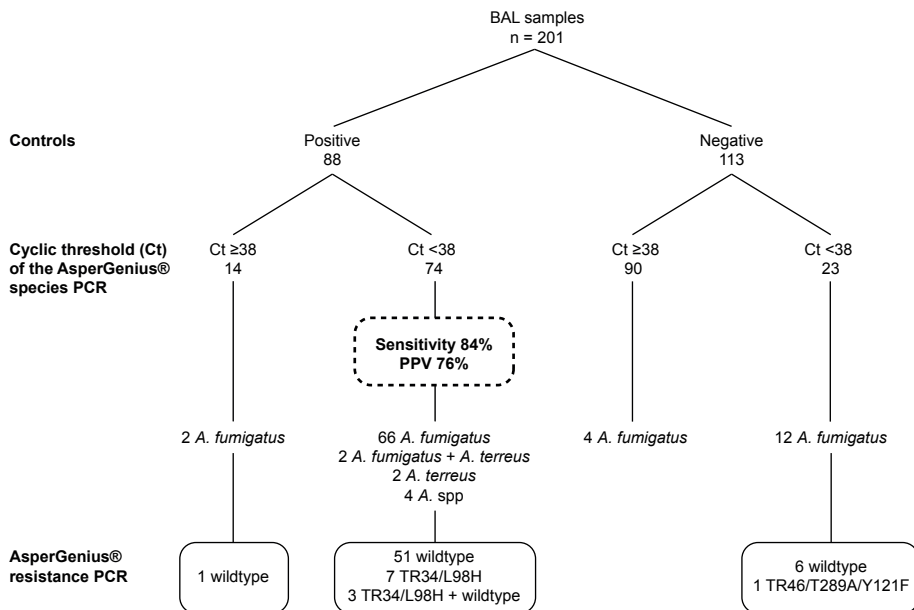 BAL samples
n = 201
Controls
Positive
88
Negative
113
Cyclic threshold (Ct)
of the AsperGenius®
species PCR
Ct ≥38
14
Ct <38
74
Ct ≥38
90
Ct <38
23
Sensitivity 84%
PPV 76%
2 A. fumigatus
66 A. fumigatus
2 A. fumigatus + A. terreus
2 A. terreus
4 A. spp
4 A. fumigatus
12 A. fumigatus
AsperGenius®
resistance PCR
1 wildtype
51 wildtype
7 TR34/L98H
3 TR34/L98H + wildtype
6 wildtype
1 TR46/T289A/Y121F